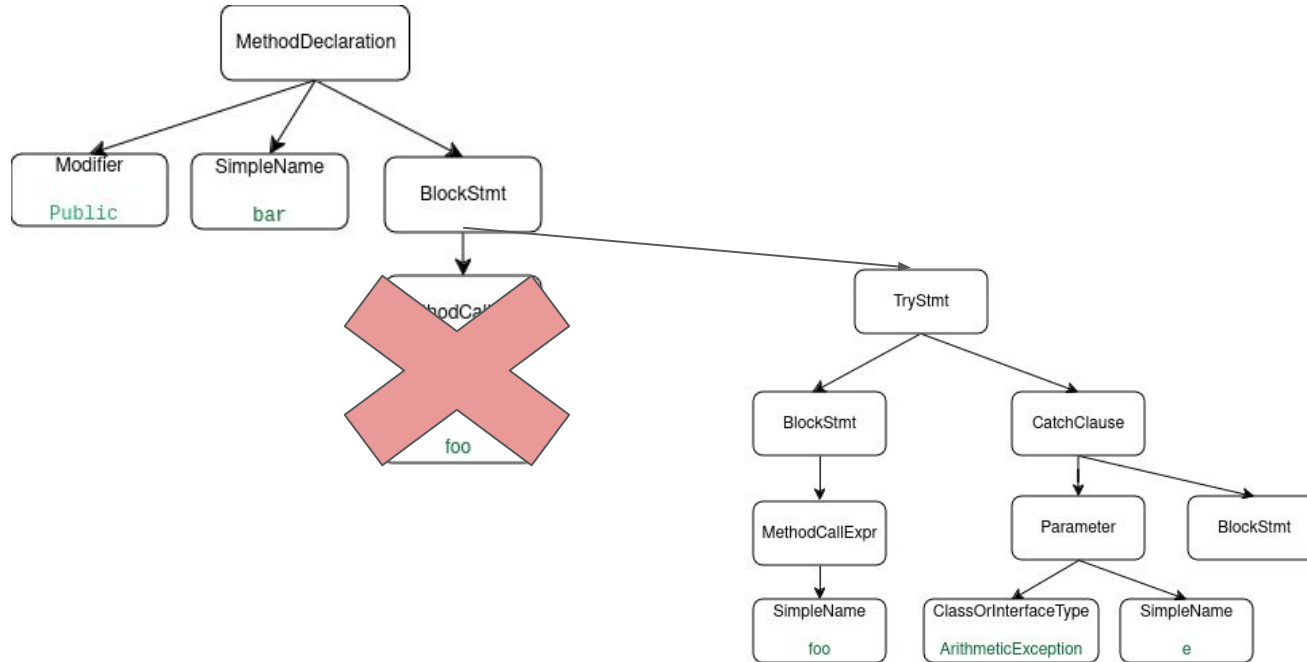 MethodDeclaration
Modifier
Public
SimpleName
bar
BlockStmt
foo
TryStmt
BlockStmt
CatchClause
MethodCallExpr
Parameter
BlockStmt
SimpleName
foo
ClassOrInterfaceType
ArithmeticException
SimpleName
e